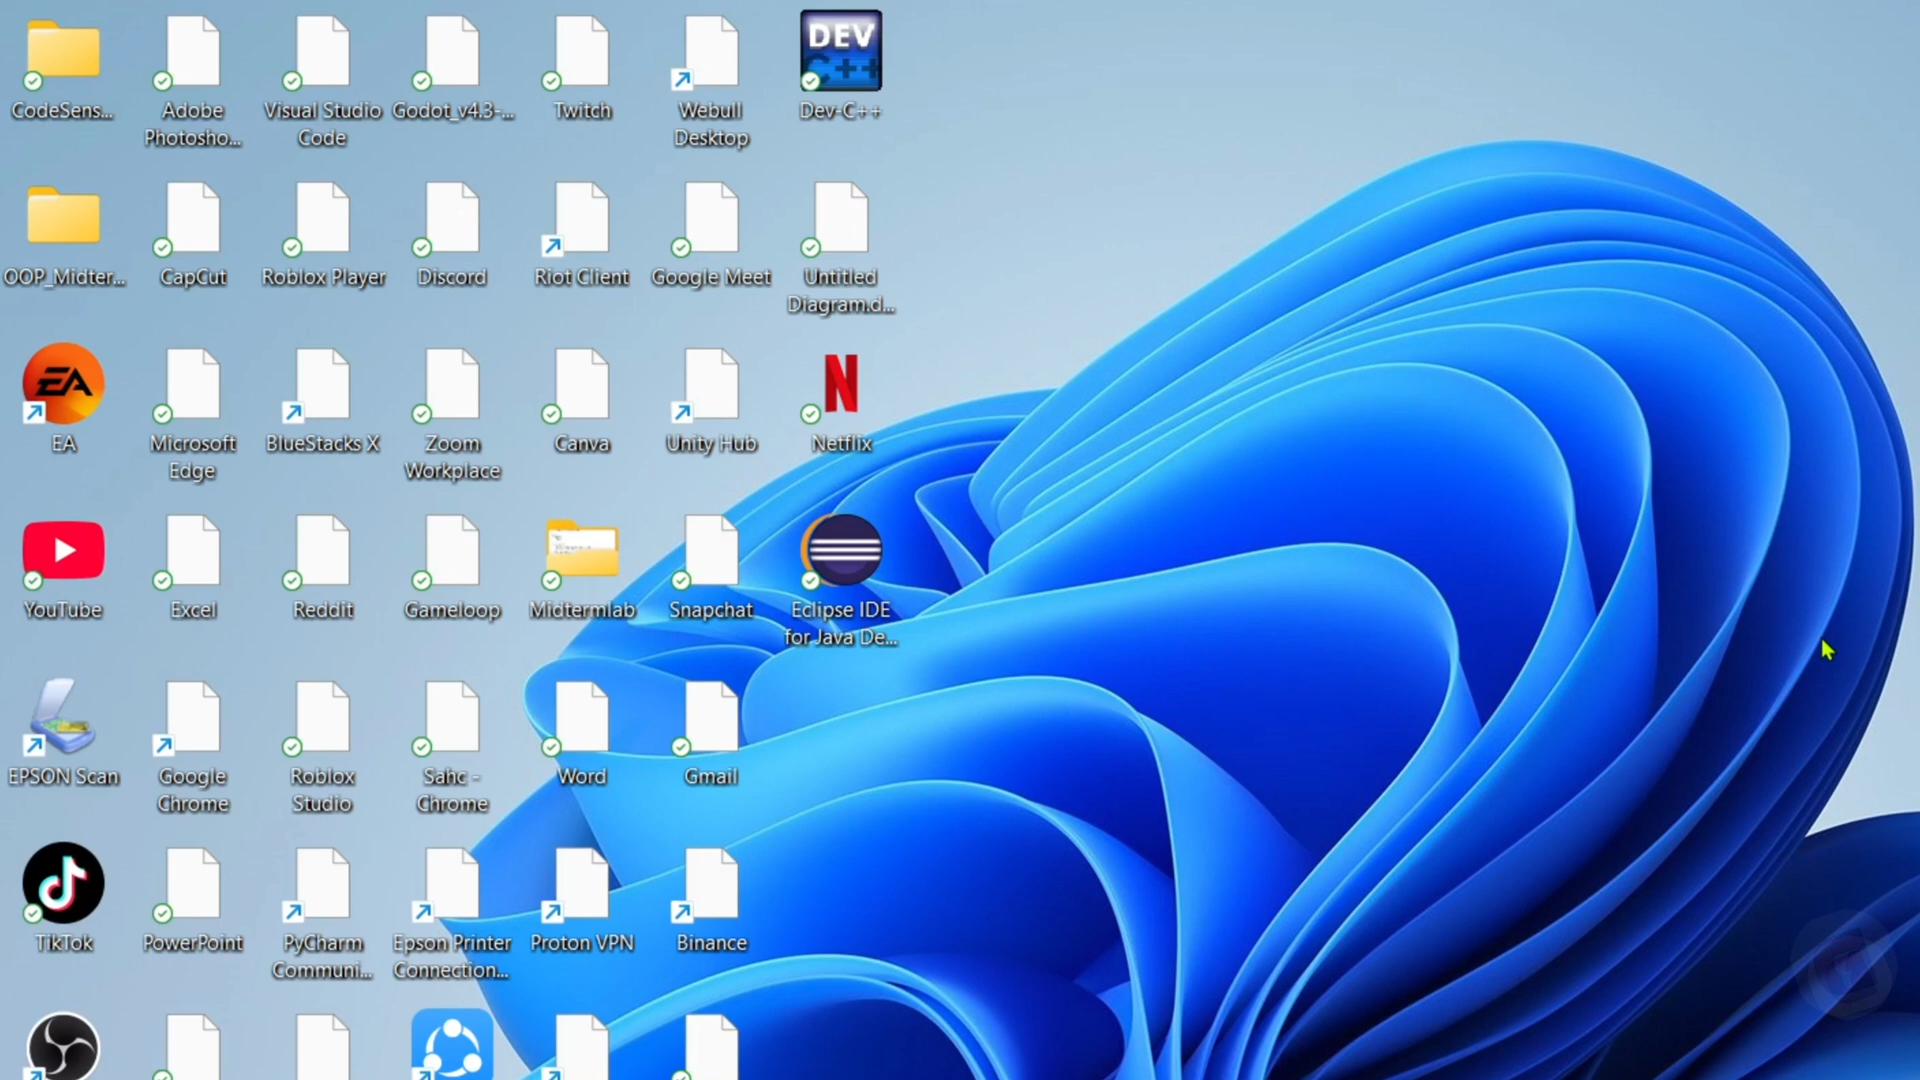 DEV
C++
CodeSens...
Adobe
Photosho...
Visual Studio
Code
Godot_v4.3-...
Twitch
Webull
Desktop
Dev-C++
OOP_Midter...
CapCut
Roblox Player
Discord
Riot Client
Google Meet
Untitled
Diagram.d...
EA
N
EA
Microsoft
Edge
BlueStacks X
Zoom
Workplace
Canva
Unity Hub
Netflix
YouTube
Excel
Reddit
Gameloop
Midtermlab
Snapchat
Eclipse IDE
for Java De...
EPSON Scan
Google
Chrome
Roblox
Studio
Sahc -
Chrome
Word
Gmail
TikTok
PowerPoint
PyCharm
Communi...
Epson Printer
Connection...
Proton VPN
Binance